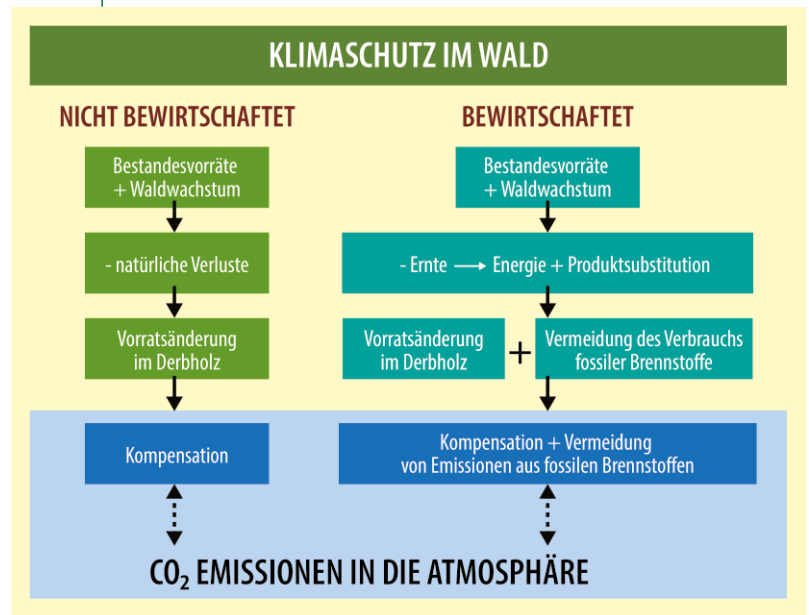 KLIMASCHUTZ IM WALD
NICHT BEWIRTSCHAFTET
Bestandesvorräte
+ Waldwachstum
- natürliche Verluste
Vorratsänderung
im Derbholz
Kompensation
BEWIRTSCHAFTET
Bestandesvorräte
+ Waldwachstum
- Ernte → Energie + Produktsubstitution
Vorratsänderung
im Derbholz
+
Vermeidung des Verbrauchs
fossiler Brennstoffe
Kompensation + Vermeidung
von Emissionen aus fossilen Brennstoffen
CO₂ EMISSIONEN IN DIE ATMOSPHÄRE